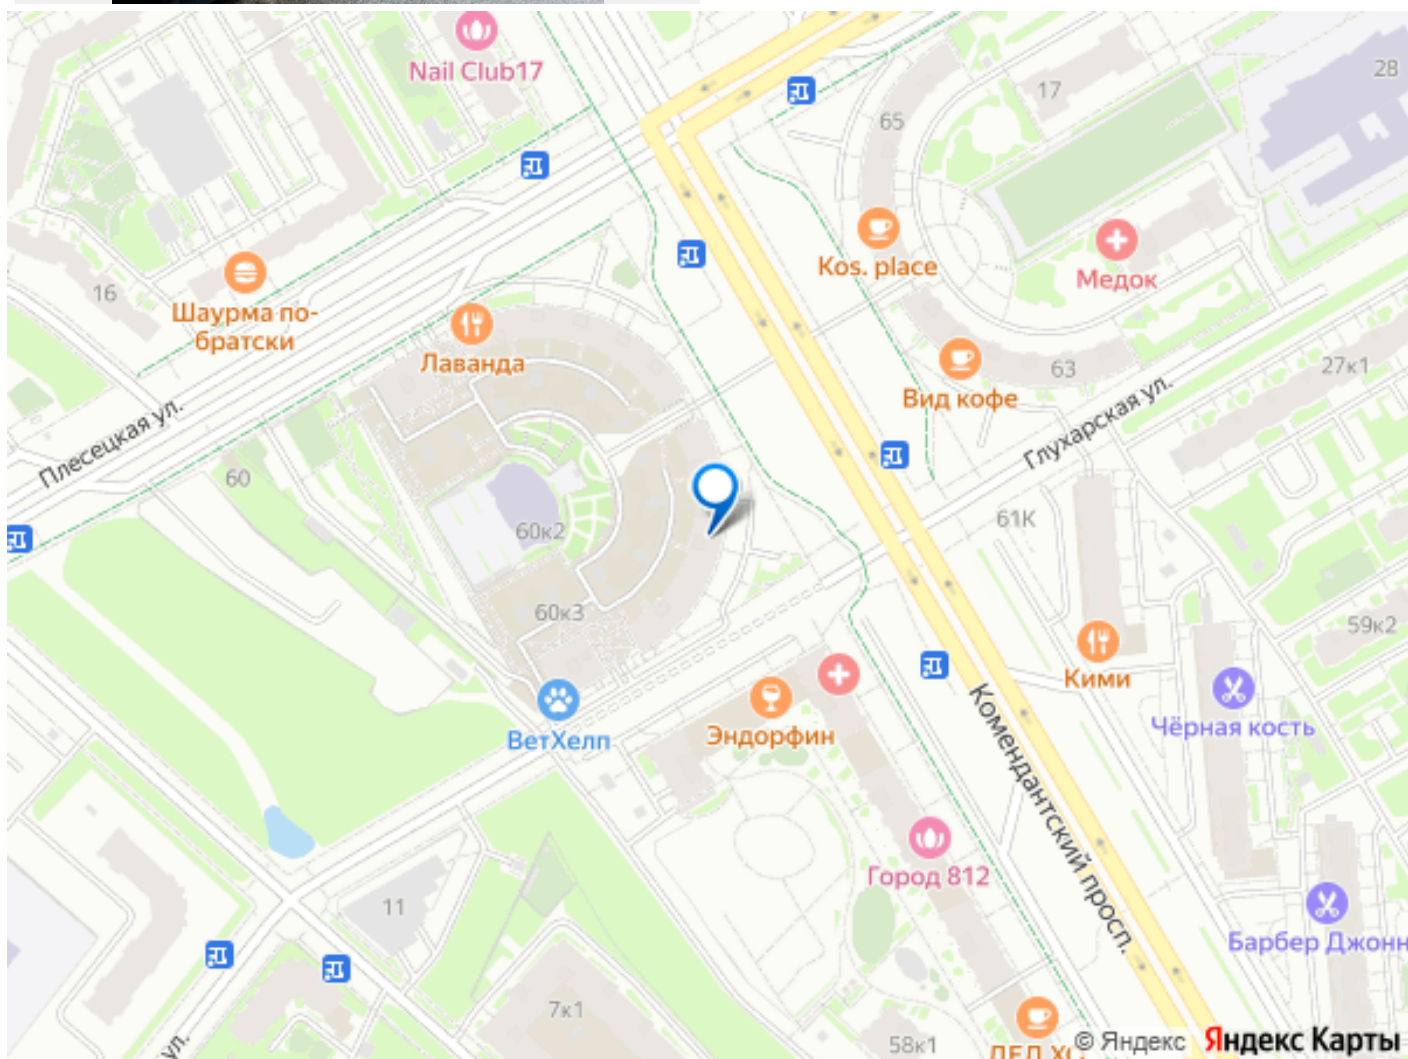 Nail Club17
28
17
65
Kos. place
Медок
16
Шаурма по-
братски
Лаванда
63
27к1
Вид кофе
Глухарская ул.
Плесецкая ул.
60
60к2
61К
60к3
59к2
Кими
ВетХелп
Эндорфин
Чёрная кость
Комендантский просп.
Город 812
11
Барбер Джонн
7к1
ул.
58к1
© Яндекс Яндекс Карты